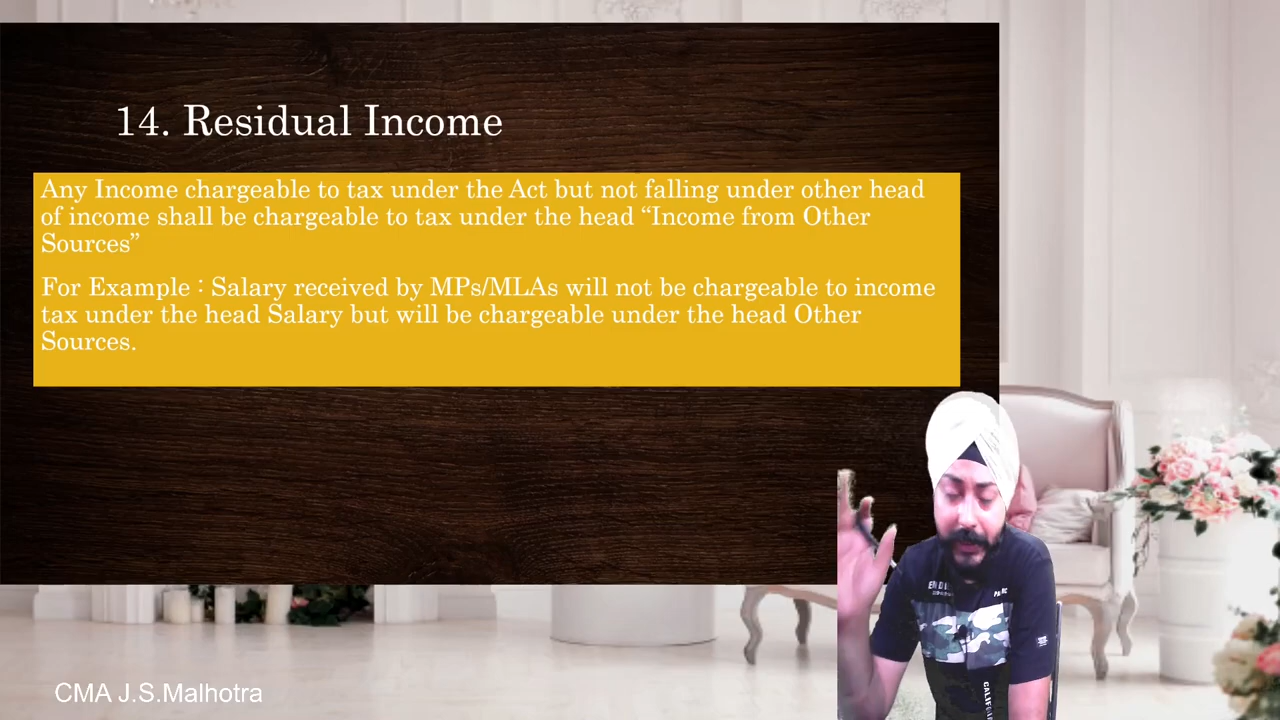 14. Residual Income
Any Income chargeable to tax under the Act but not falling under other head
of income shall be chargeable to tax under the head “Income from Other
Sources”
For Example : Salary received by MPs/MLAs will not be chargeable to income
tax under the head Salary but will be chargeable under the head Other
Sources.
CMA J.S.Malhotra